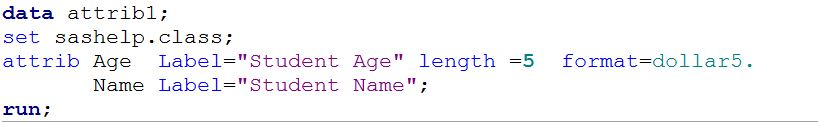 data attrib1;
set sashelp.class;
attrib Age  Label="Student Age" length =5  format=dollar5.
       Name Label="Student Name";
run;